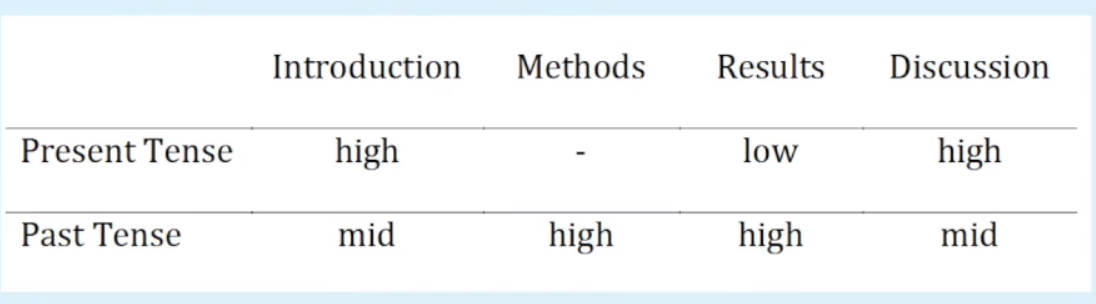 Introduction Methods Results Discussion
Present Tense high - low high
Past Tense mid high high mid